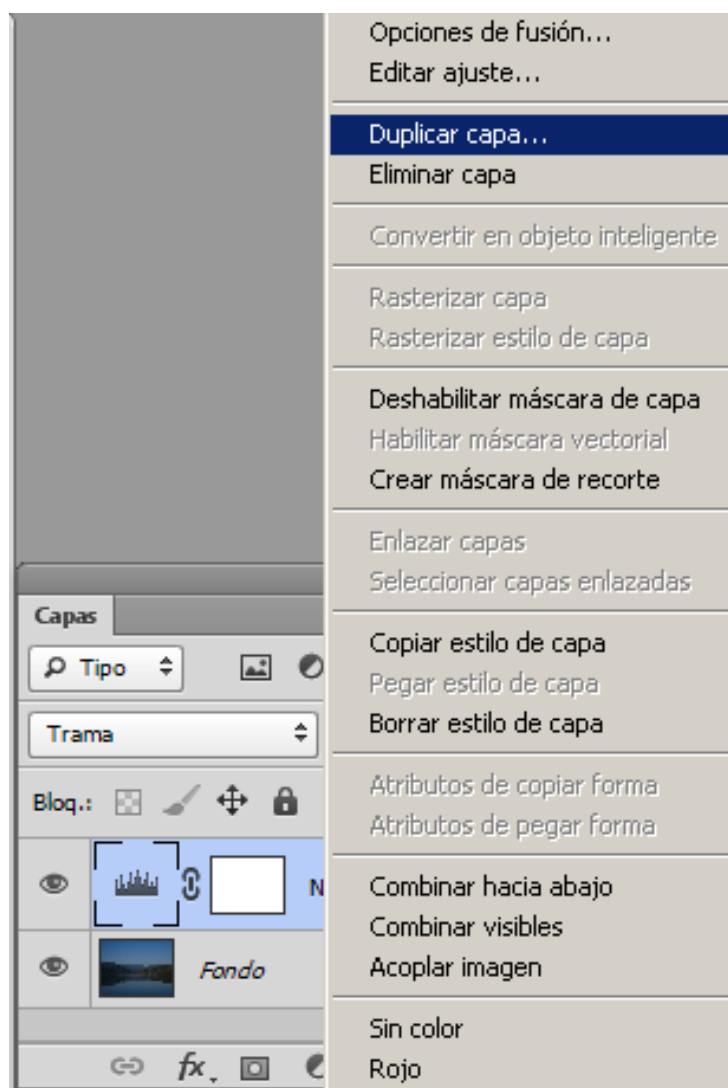 Opciones de fusión...
Editar ajuste...
Duplicar capa...
Eliminar capa
Convertir en objeto inteligente
Rasterizar capa
Rasterizar estilo de capa
Deshabilitar máscara de capa
Habilitar máscara vectorial
Crear máscara de recorte
Enlazar capas
Seleccionar capas enlazadas
Copiar estilo de capa
Pegar estilo de capa
Borrar estilo de capa
Atributos de copiar forma
Atributos de pegar forma
Combinar hacia abajo
Combinar visibles
Acoplar imagen
Sin color
Rojo
Capas
Tipo
Trama
Bloq.:
N
Fondo
fx